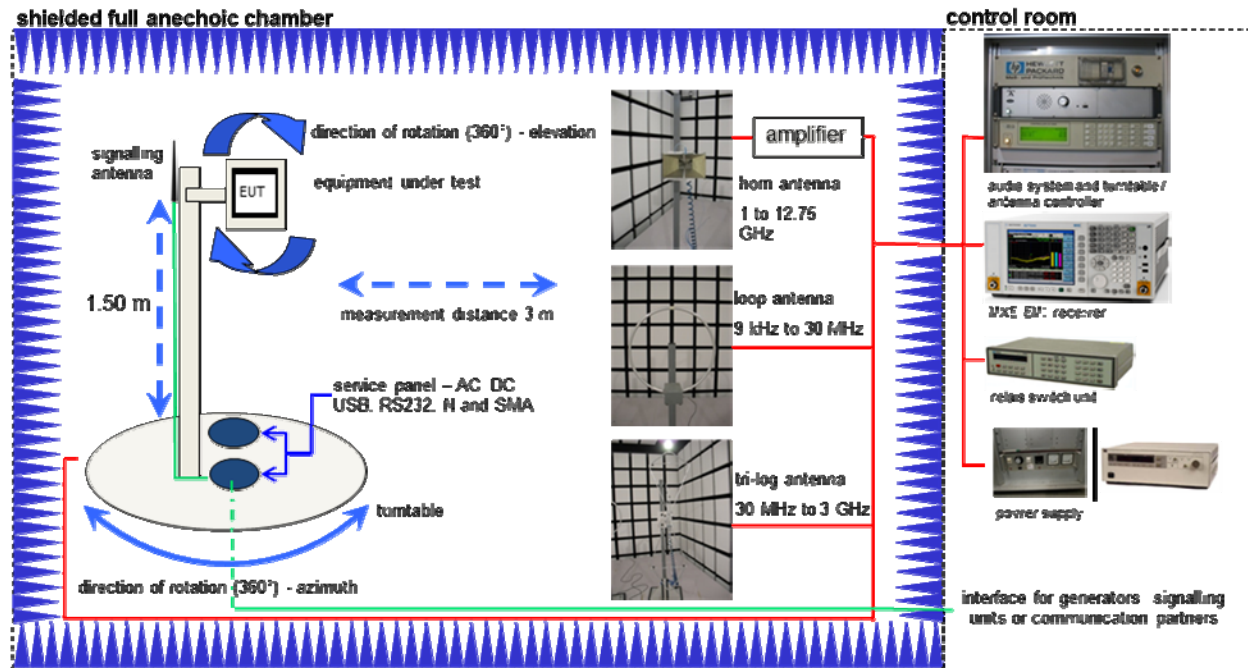 shielded full anechoic chamber
control room
direction of rotation (360°) - elevation
signalling
antenna
EUT
equipment under test
1.50 m
measurement distance 3 m
service panel – AC DC
USB, RS232, N and SMA
turntable
direction of rotation (360°) - azimuth
amplifier
horn antenna
1 to 12.75
GHz
loop antenna
9 kHz to 30 MHz
tri-log antenna
30 MHz to 3 GHz
HEWLETT
PACKARD
audio system and turntable /
antenna controller
MXE EMI receiver
relais switch unit
power supply
interface for generators signalling
units or communication partners